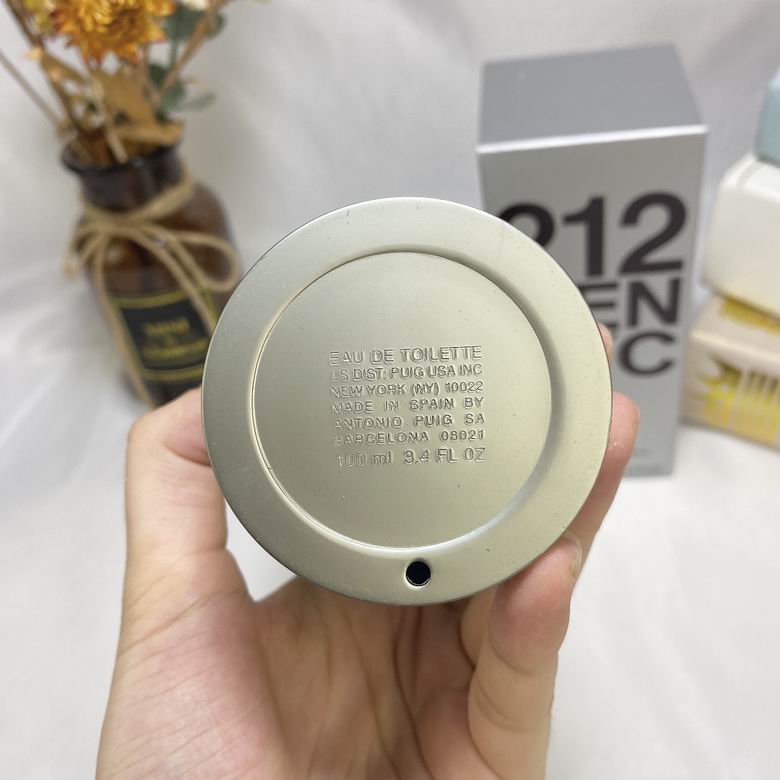 212
EAU DE TOILETTE
US DIST: PUIG USA INC
NEW YORK (NY) 10022
MADE IN SPAIN BY
ANTONIO PUIG SA
BARCELONA 08021
100 ml 3.4 FL OZ